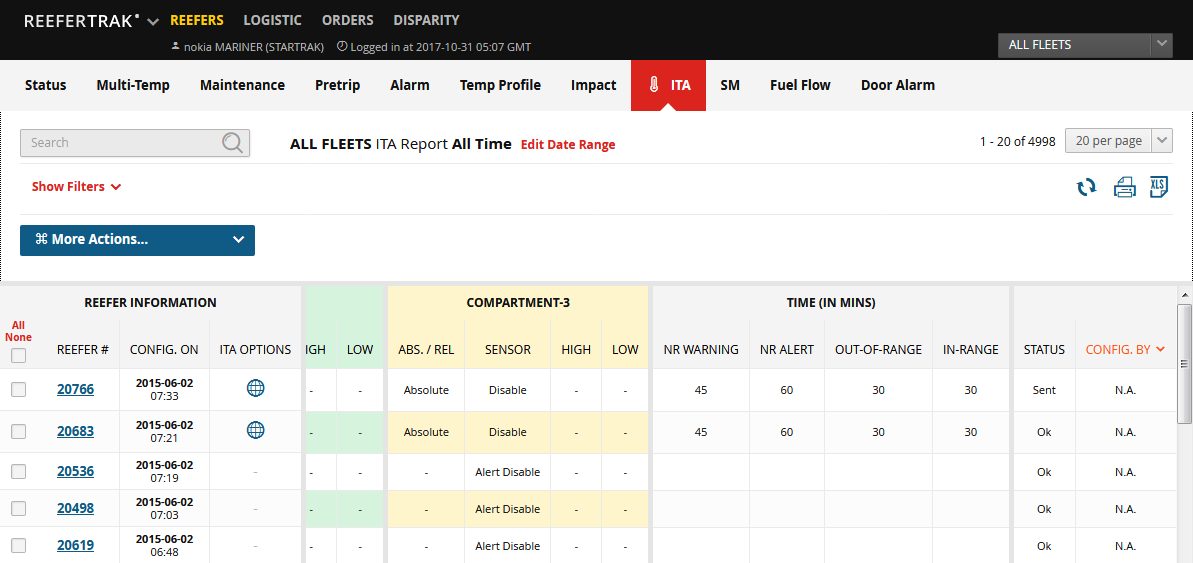 REEFERTRAK REEFERS LOGISTIC ORDERS DISPARITY
nokia MARINER (STARTRAK) Logged in at 2017-10-31 05:07 GMT
ALL FLEETS
Status Multi-Temp Maintenance Pretrip Alarm Temp Profile Impact ITA SM Fuel Flow Door Alarm
Search ALL FLEETS ITA Report All Time Edit Date Range 1 - 20 of 4998 20 per page
Show Filters XLS
⌘ More Actions...
REEFER INFORMATION COMPARTMENT-3 TIME (IN MINS)
All
None
REEFER # CONFIG. ON ITA OPTIONS IGH LOW ABS. / REL SENSOR HIGH LOW NR WARNING NR ALERT OUT-OF-RANGE IN-RANGE STATUS CONFIG. BY
20766 2015-06-02 07:33 - - Absolute Disable - - 45 60 30 30 Sent N.A.
20683 2015-06-02 07:21 - - Absolute Disable - - 45 60 30 30 Ok N.A.
20536 2015-06-02 07:19 - - - - Alert Disable - - Ok N.A.
20498 2015-06-02 07:03 - - - - Alert Disable - - Ok N.A.
20619 2015-06-02 06:48 - - - - Alert Disable - - Ok N.A.